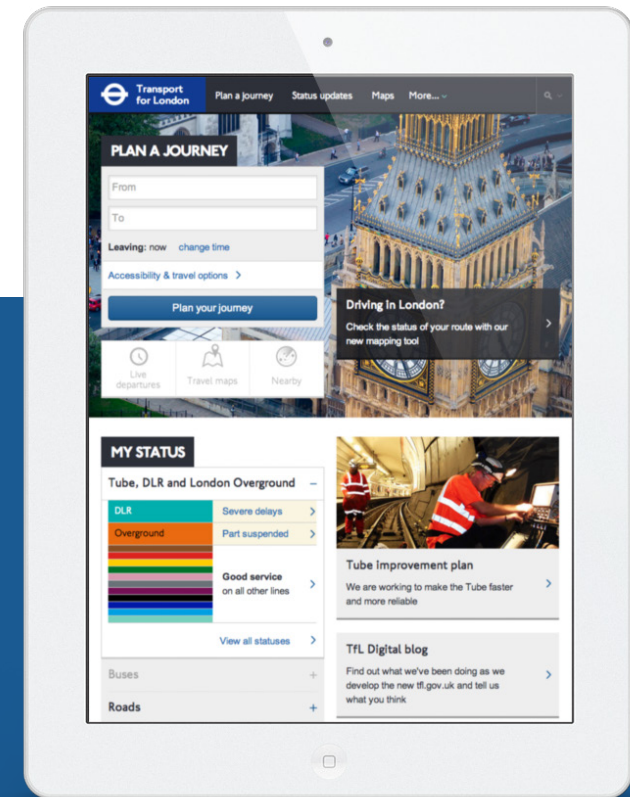 Transport
for London
Plan a journey
Status updates
Maps
More...
PLAN A JOURNEY
From
To
Leaving: now change time
Accessibility & travel options
Plan your journey
Live
departures
Travel maps
Nearby
Driving in London?
Check the status of your route with our
new mapping tool
MY STATUS
Tube, DLR and London Overground
DLR Severe delays
Overground Part suspended
Good service
on all other lines
View all statuses
Buses
Roads
Tube improvement plan
We are working to make the Tube faster
and more reliable
TfL Digital blog
Find out what we've been doing as we
develop the new tfl.gov.uk and tell us
what you think